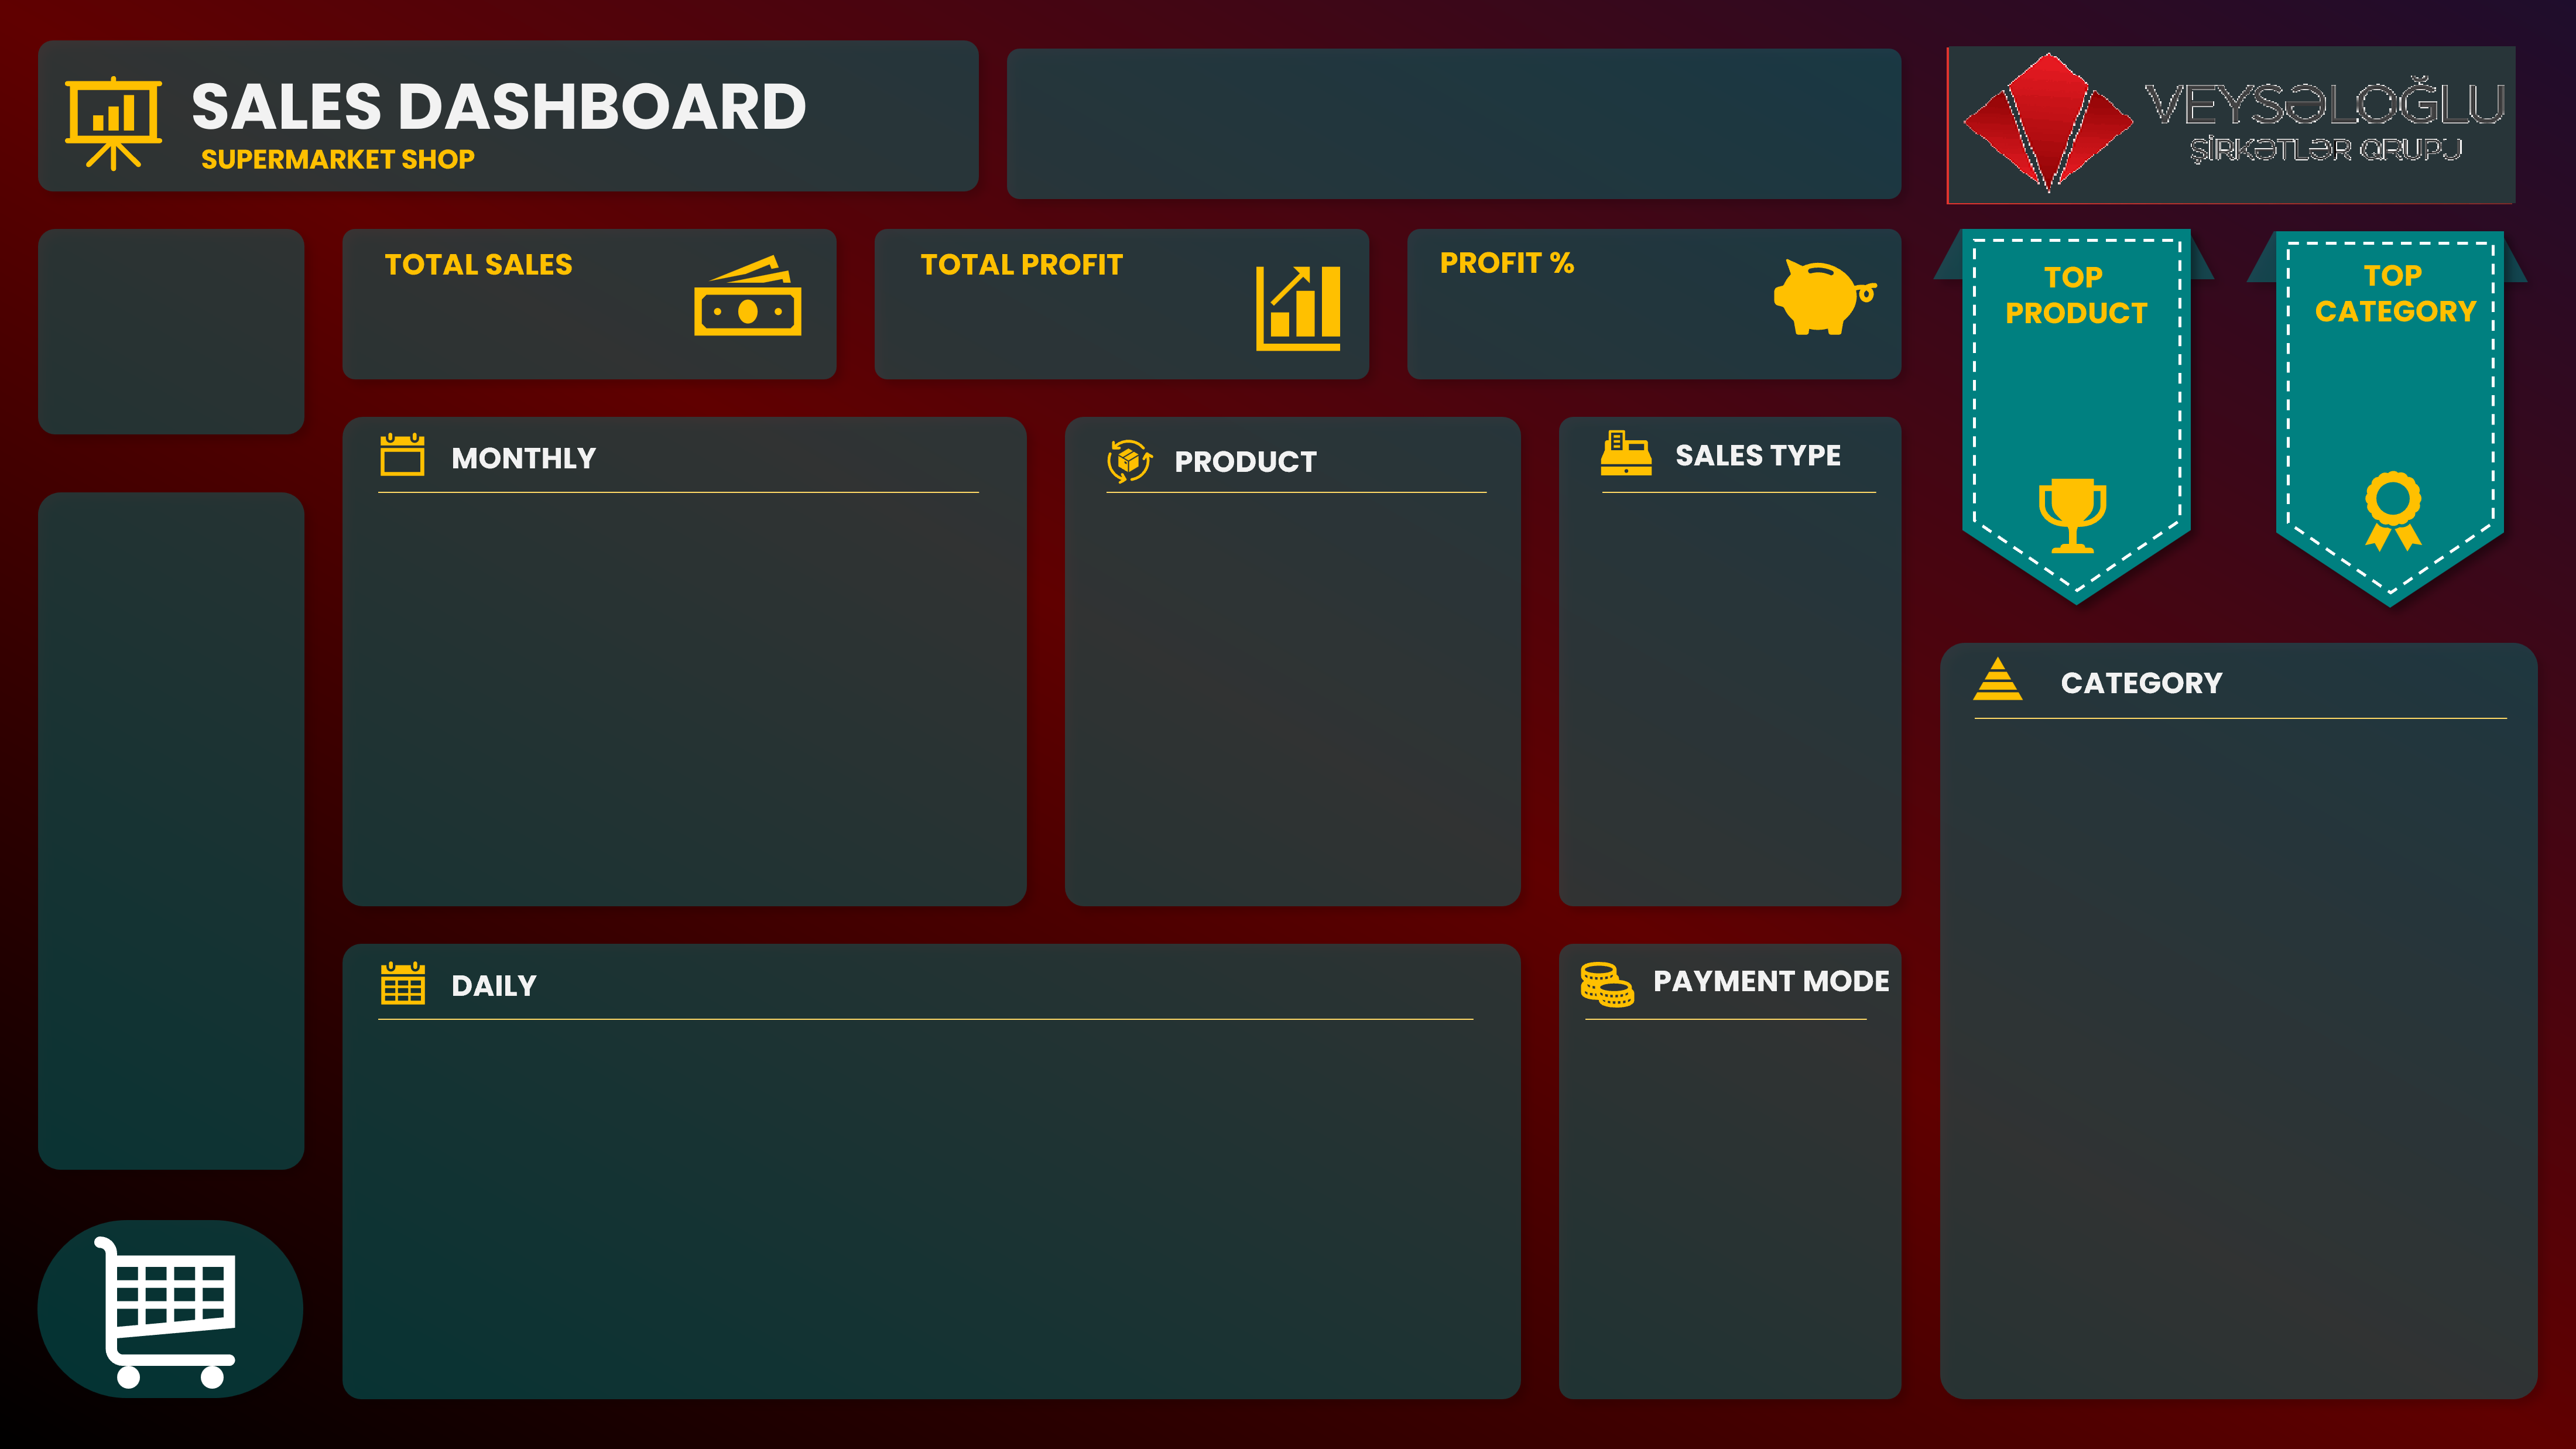 SALES DASHBOARD
SUPERMARKET SHOP
VEYSƏLOĞLU
ŞİRKƏTLƏR QRUPU
TOTAL SALES
TOTAL PROFIT
PROFIT %
TOP
PRODUCT
TOP
CATEGORY
MONTHLY
PRODUCT
SALES TYPE
CATEGORY
DAILY
PAYMENT MODE